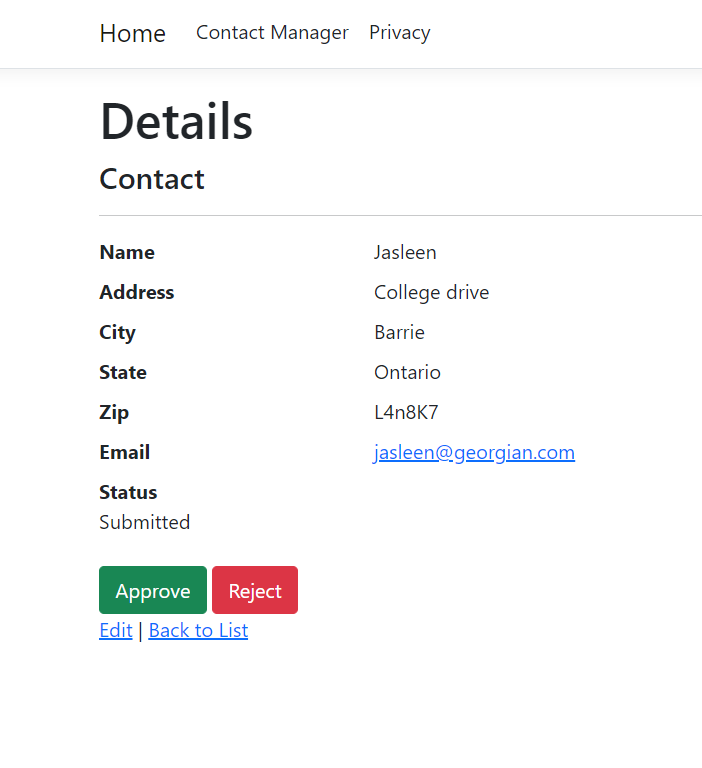 Home Contact Manager Privacy
Details
Contact
Name Jasleen
Address College drive
City Barrie
State Ontario
Zip L4n8K7
Email jasleen@georgian.com
Status
Submitted
Approve Reject
Edit | Back to List